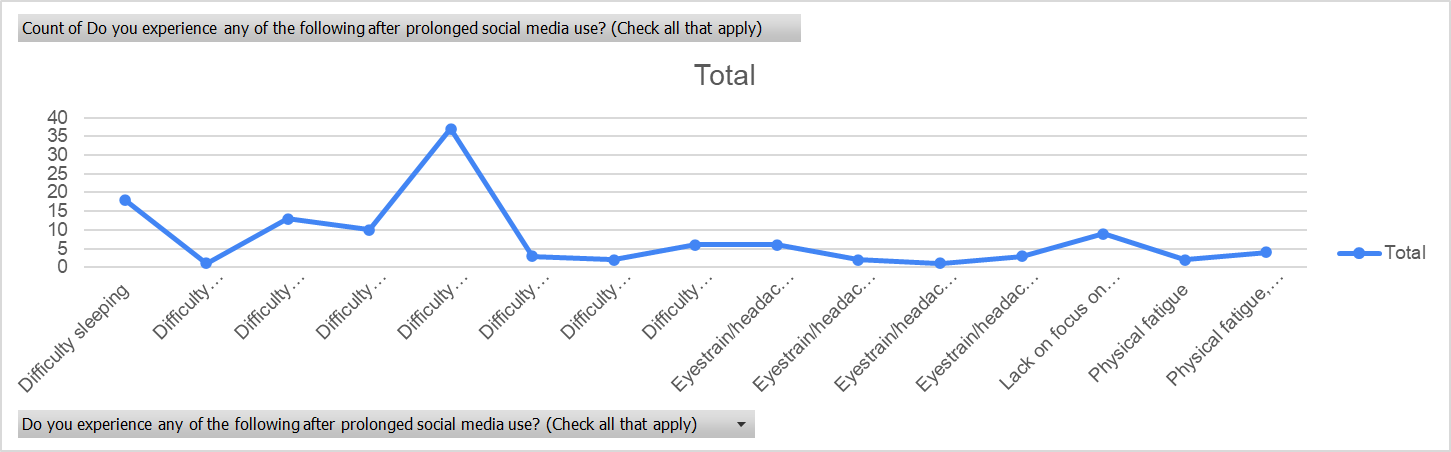 Count of Do you experience any of the following after prolonged social media use? (Check all that apply)
Total
40
35
30
25
20
15
10
5
0
Total
Difficulty sleeping
Difficulty…
Difficulty…
Difficulty…
Difficulty…
Difficulty…
Difficulty…
Difficulty…
Eyestrain/headac…
Eyestrain/headac…
Eyestrain/headac…
Eyestrain/headac…
Lack on focus on…
Physical fatigue
Physical fatigue,…
Do you experience any of the following after prolonged social media use? (Check all that apply)